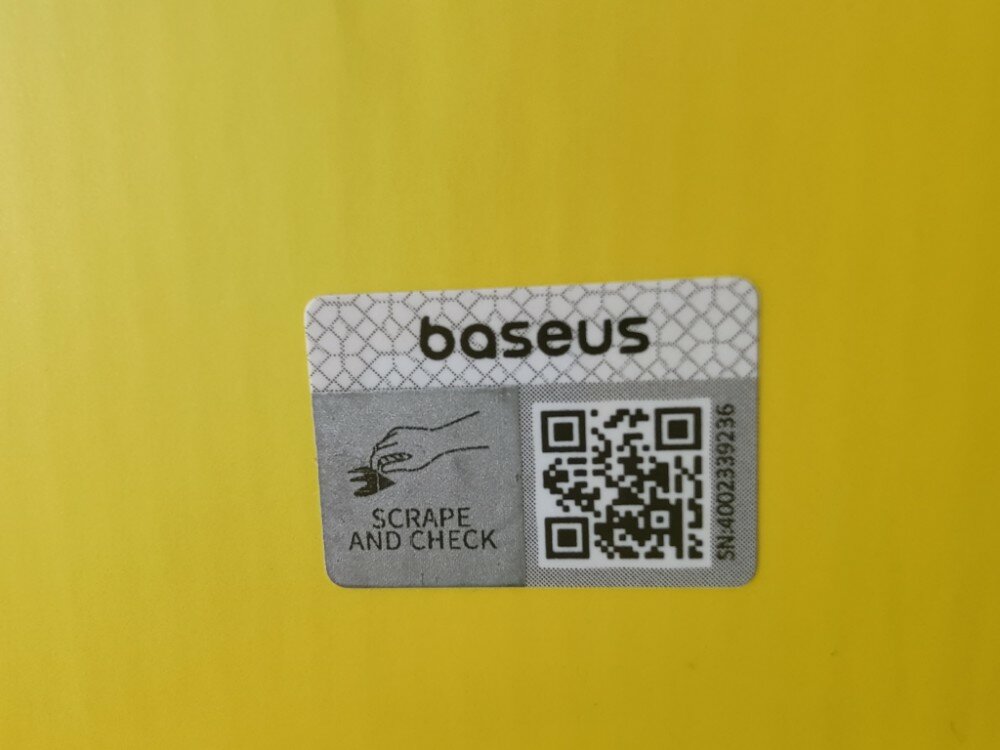 baseus
SCRAPE
AND CHECK
SN:4002339236